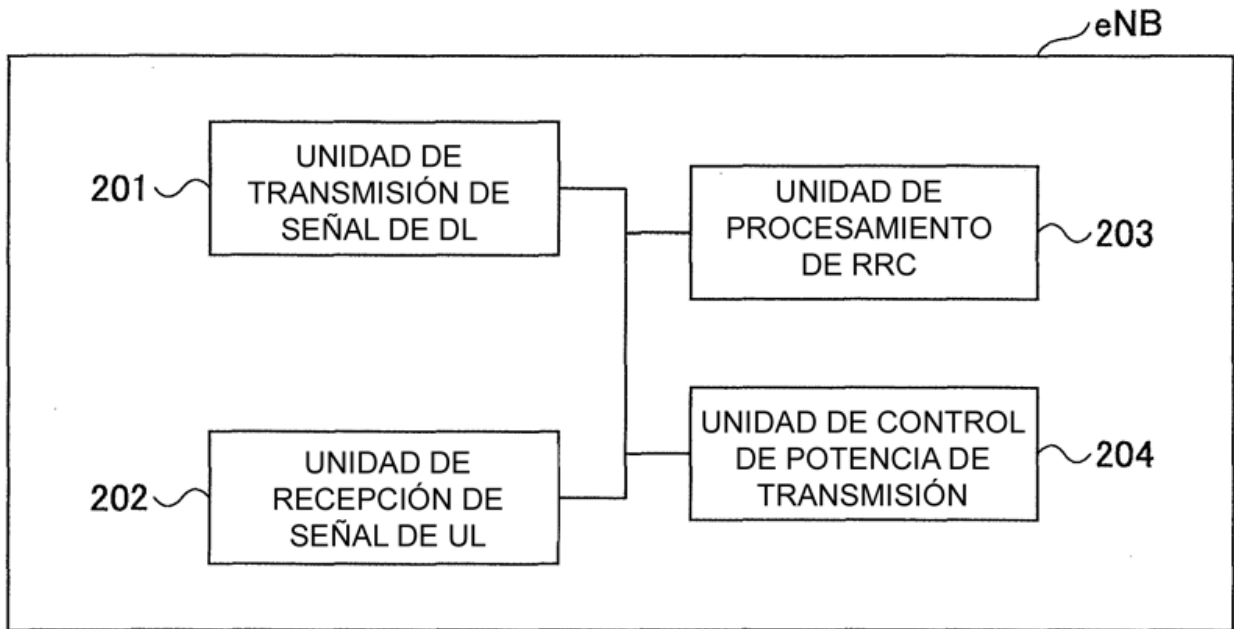 eNB
201
UNIDAD DE
TRANSMISIÓN DE
SEÑAL DE DL
202
UNIDAD DE
RECEPCIÓN DE
SEÑAL DE UL
UNIDAD DE
PROCESAMIENTO
DE RRC
203
UNIDAD DE CONTROL
DE POTENCIA DE
TRANSMISIÓN
204